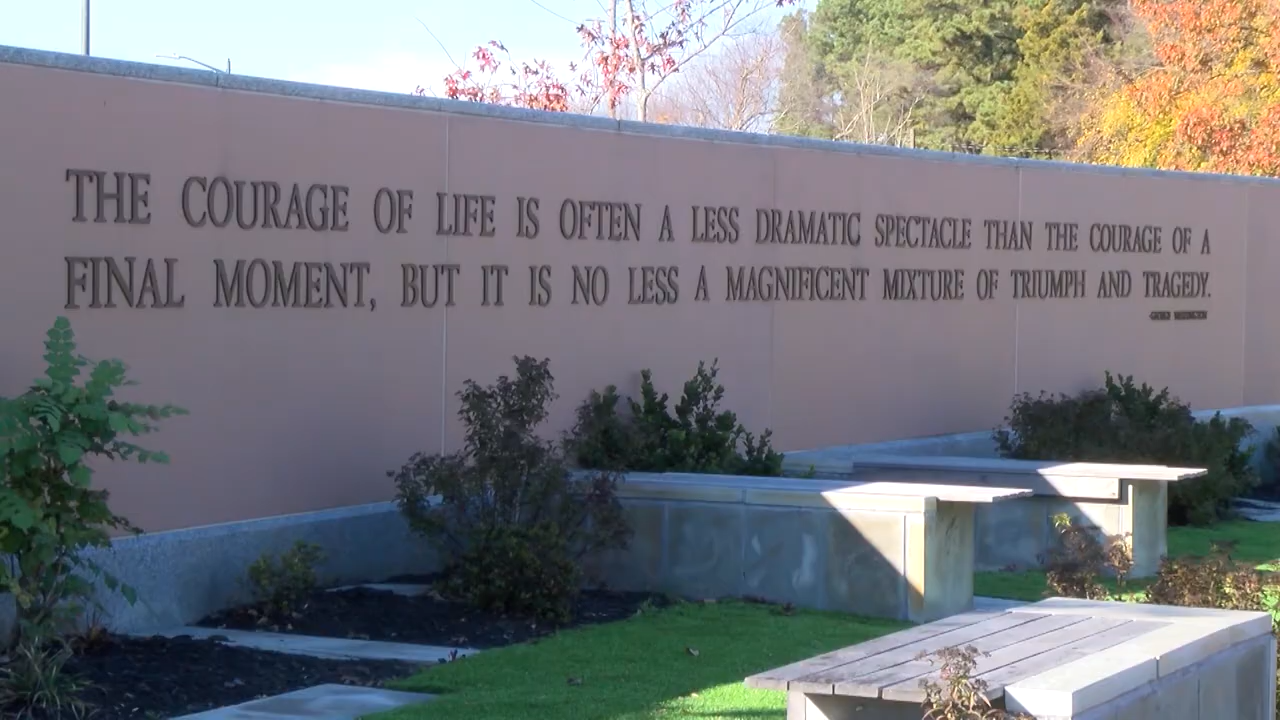 THE COURAGE OF LIFE IS OFTEN A LESS DRAMATIC SPECTACLE THAN THE COURAGE OF A
FINAL MOMENT, BUT IT IS NO LESS A MAGNIFICENT MIXTURE OF TRIUMPH AND TRAGEDY.